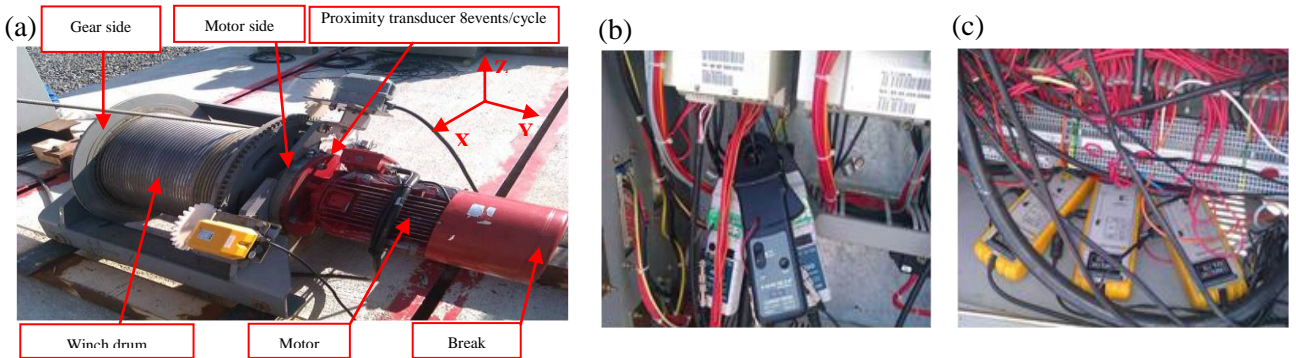 (a)
Gear side
Motor side
Proximity transducer 8events/cycle
(b)
(c)
Z
X
Y
Winch drum
Motor
Break